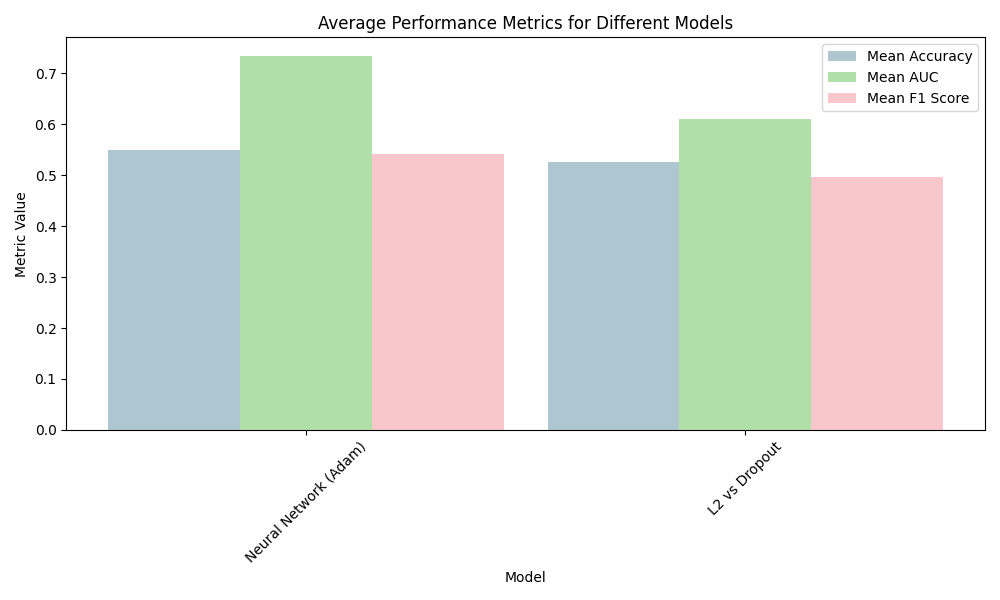 Average Performance Metrics for Different Models
Mean Accuracy
Mean AUC
Mean F1 Score
Metric Value
0.7
0.6
0.5
0.4
0.3
0.2
0.1
0.0
Neural Network (Adam)
L2 vs Dropout
Model